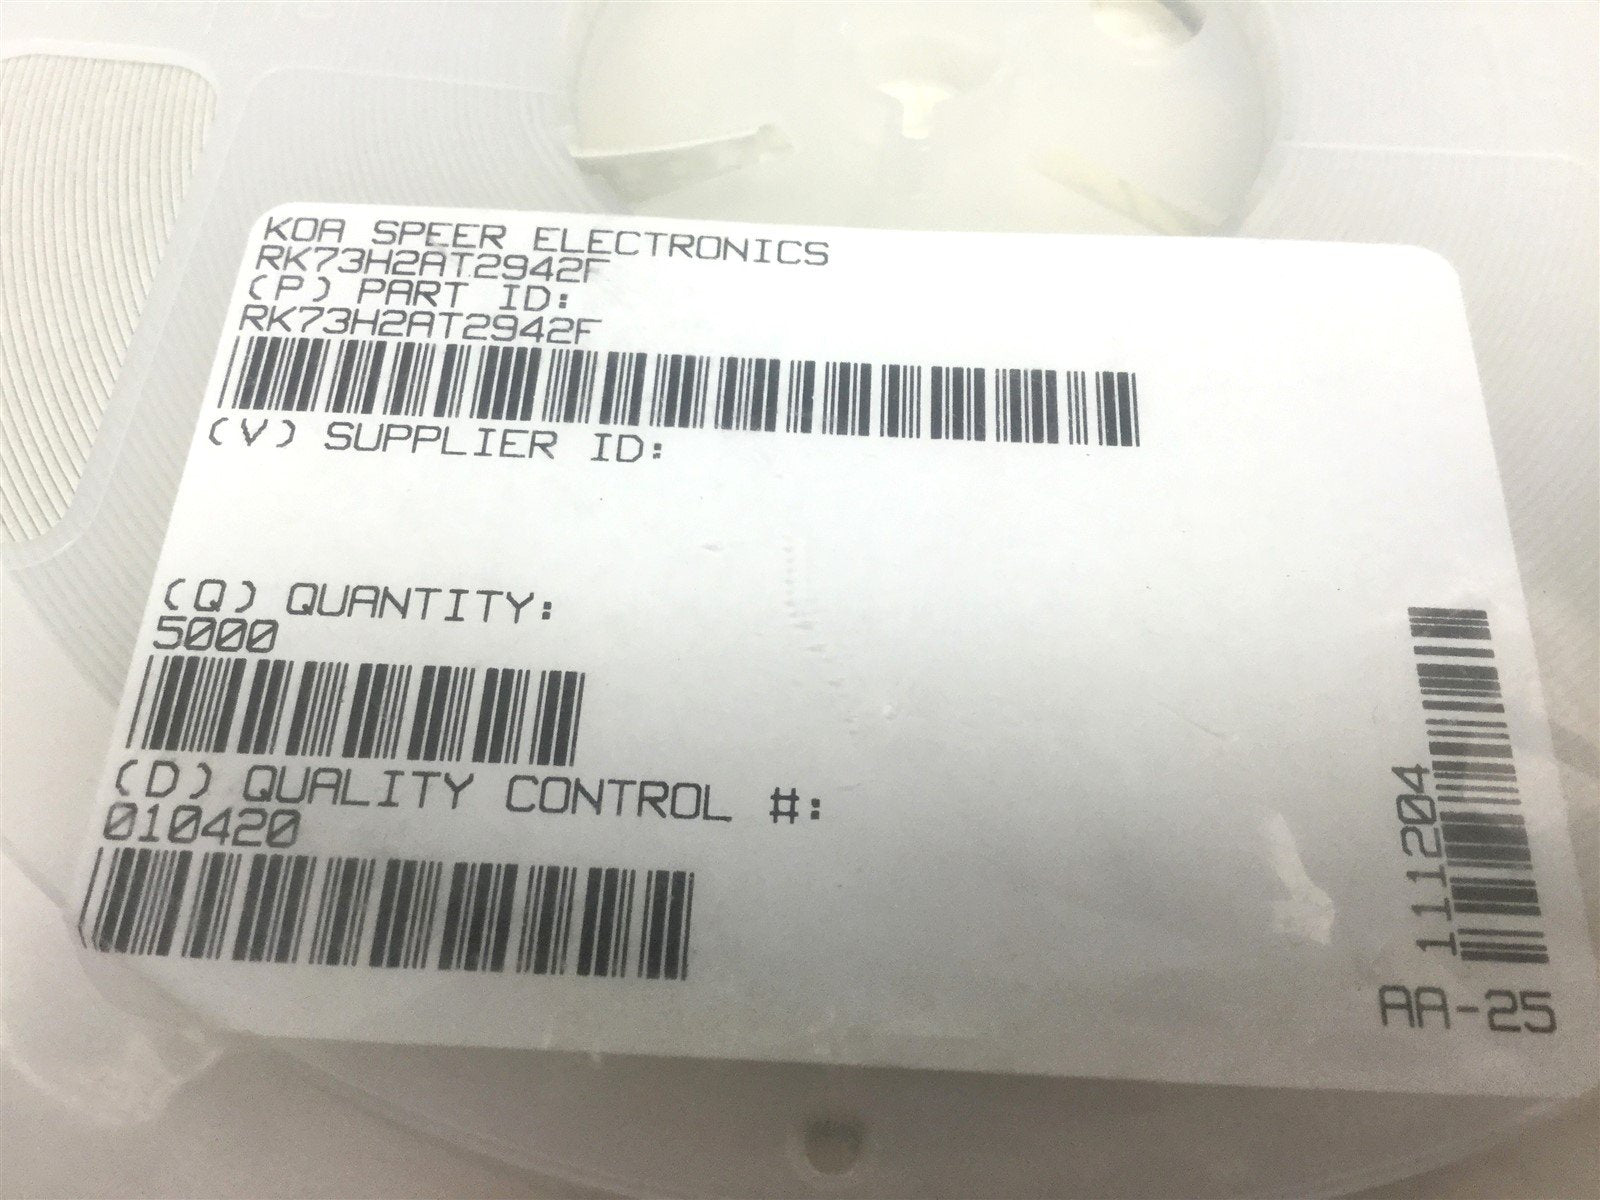 KOA SPEER ELECTRONICS
RK73H2AT2942F
(P) PART ID:
RK73H2AT2942F
(V) SUPPLIER ID:
(Q) QUANTITY:
5000
(D) QUALITY CONTROL #:
010420
111204
AA-25